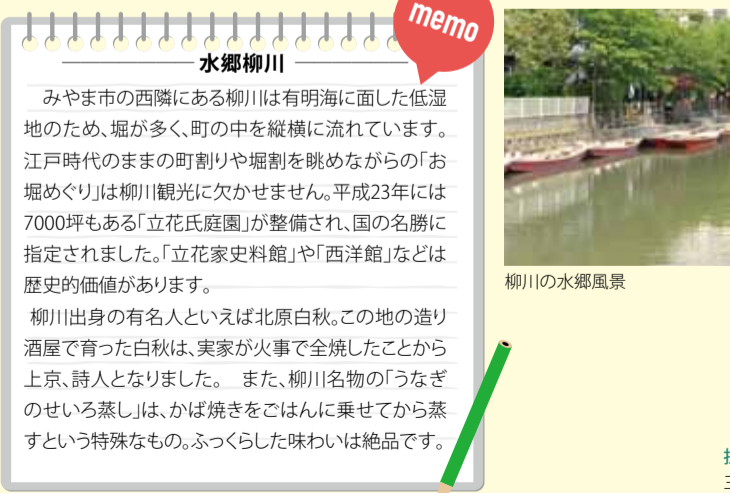 memo
水郷柳川
みやま市の西隣にある柳川は有明海に面した低湿
地のため、堀が多く、町の中を縦横に流れています。
江戸時代のままの町割りや堀割を眺めながらの「お
堀めぐり」は柳川観光に欠かせません。平成23年には
7000坪もある「立花氏庭園」が整備され、国の名勝に
指定されました。「立花家史料館」や「西洋館」などは
歴史的価値があります。
柳川出身の有名人といえば北原白秋。この地の造り
酒屋で育った白秋は、実家が火事で全焼したことから
上京、詩人となりました。　また、柳川名物の「うなぎ
のせいろ蒸し」は、かば焼きをごはんに乗せてから蒸
すという特殊なもの。ふっくらした味わいは絶品です。
柳川の水郷風景